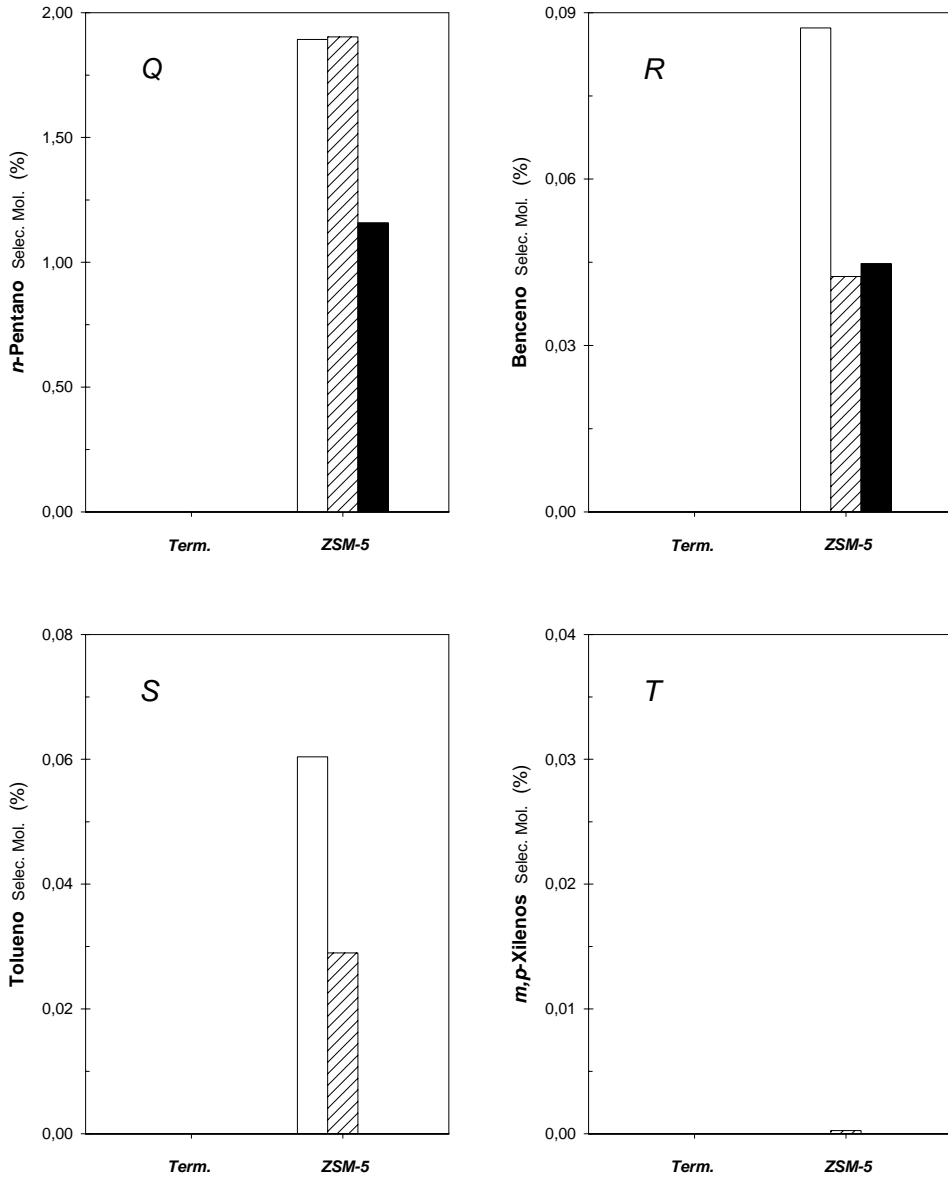 2,00
1,50
1,00
0,50
0,00
n-Pentano Selec. Mol. (%)
Q
Term.
ZSM-5
0,09
0,06
0,03
0,00
Benceno Selec. Mol. (%)
R
Term.
ZSM-5
0,08
0,06
0,04
0,02
0,00
Tolueno Selec. Mol. (%)
S
Term.
ZSM-5
0,04
0,03
0,02
0,01
0,00
m,p-Xilenos Selec. Mol. (%)
T
Term.
ZSM-5